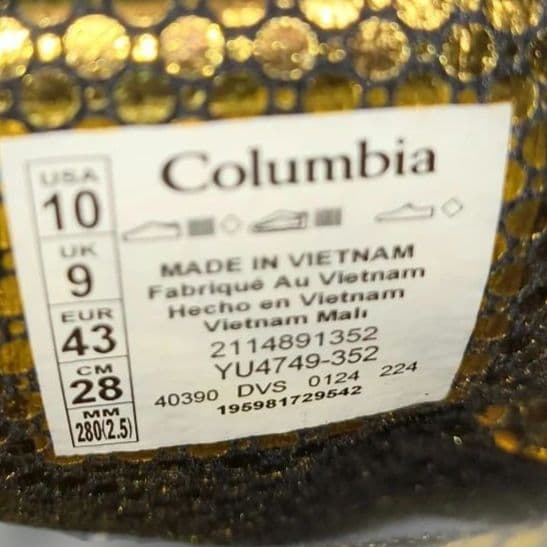 Columbia
USA
10
UK
9
EUR
43
CM
28
MM
280(2.5)
MADE IN VIETNAM
Fabriqué Au Vietnam
Hecho en Vietnam
Vietnam Malı
2114891352
YU4749-352
40390 DVS 0124 224
195981729542